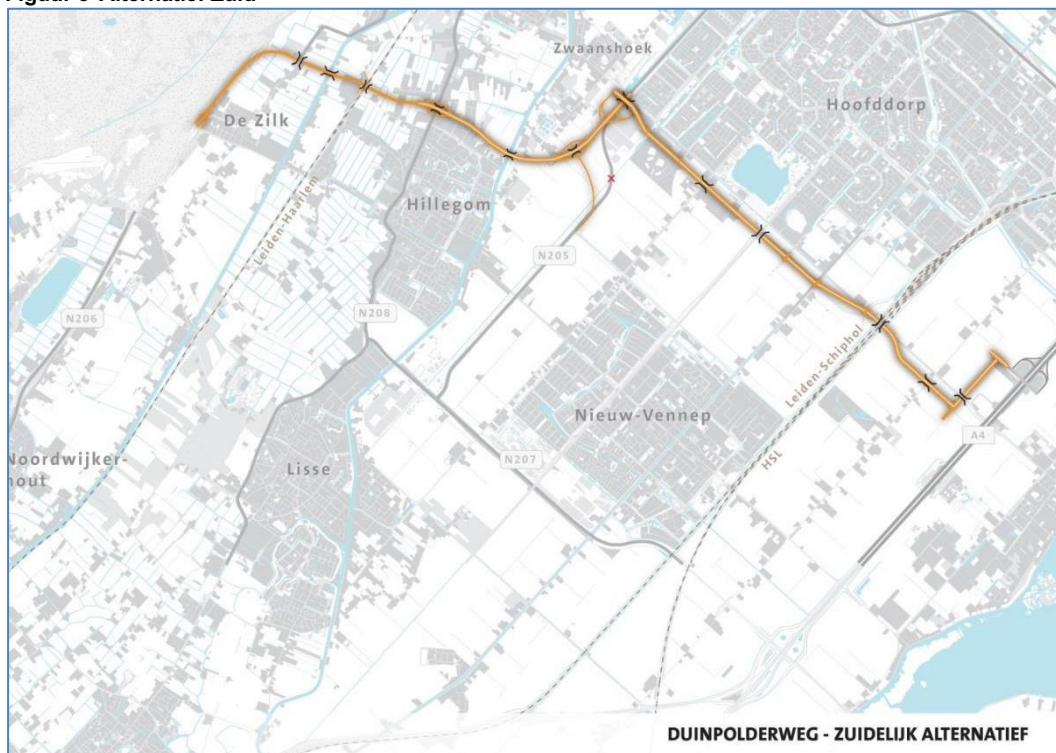 Figuur 3 Alternatief Zuid
Zwaanshoek
Hoofddorp
De Zilk
Leiden-Haarlem
Hillegom
N205
N206
N208
Leiden-Schiphol
Nieuw-Vennep
A4
HSL
N207
Noordwijker-
hout
Lisse
DUINPOLDERWEG - ZUIDELIJK ALTERNATIEF